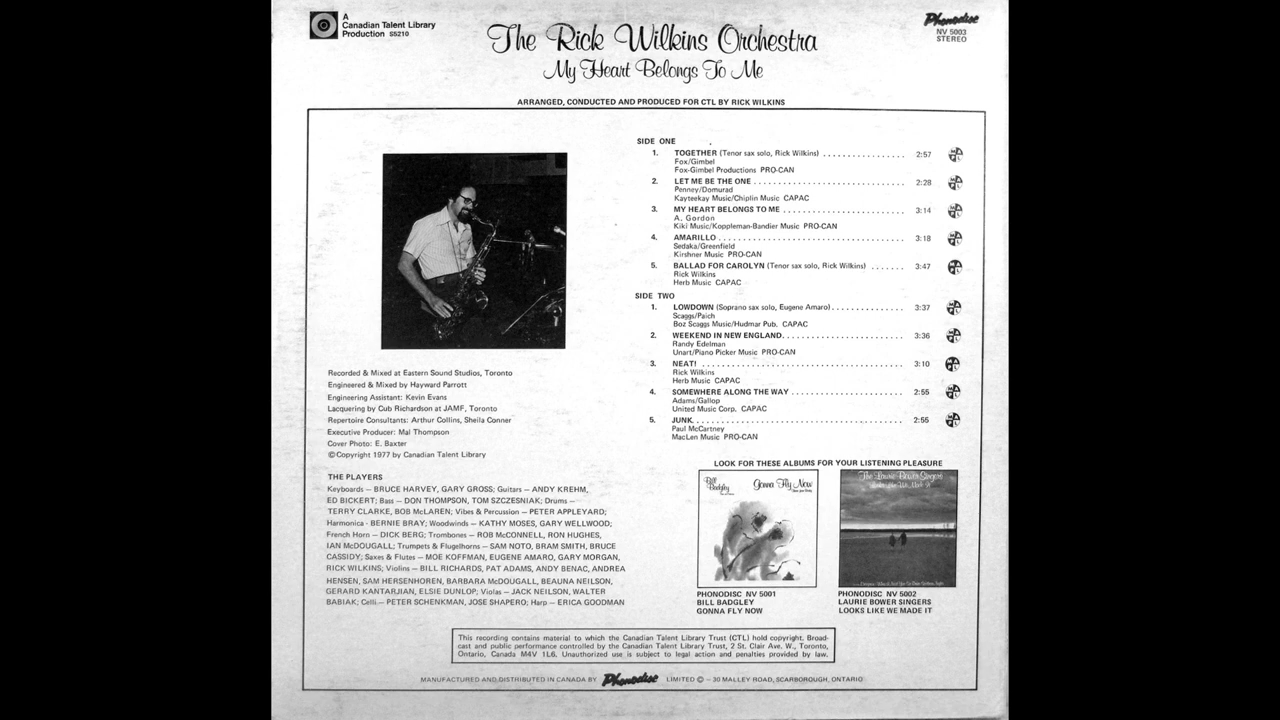 A
Canadian Talent Library
Production S5210
The Rick Wilkins Orchestra
My Heart Belongs To Me
Phonodisc
NV 5003
STEREO
ARRANGED, CONDUCTED AND PRODUCED FOR CTL BY RICK WILKINS
SIDE ONE
1. TOGETHER (Tenor sax solo, Rick Wilkins) ................ 2:57
Fox/Gimbel
Fox-Gimbel Productions PRO-CAN
2. LET ME BE THE ONE ............................. 2:28
Penney/Domurad
Kayteekay Music/Chiplin Music CAPAC
3. MY HEART BELONGS TO ME ....................... 3:14
A. Gordon
Kiki Music/Koppleman-Bandier Music PRO-CAN
4. AMARILLO ................................... 3:18
Sedaka/Greenfield
Kirshner Music PRO-CAN
5. BALLAD FOR CAROLYN (Tenor sax solo, Rick Wilkins) ....... 3:47
Rick Wilkins
Herb Music CAPAC
SIDE TWO
1. LOWDOWN (Soprano sax solo, Eugene Amaro) .............. 3:37
Scaggs/Paich
Boz Scaggs Music/Hudmar Pub. CAPAC
2. WEEKEND IN NEW ENGLAND ....................... 3:36
Randy Edelman
Unart/Piano Picker Music PRO-CAN
3. NEAT! ...................................... 3:10
Rick Wilkins
Herb Music CAPAC
4. SOMEWHERE ALONG THE WAY ...................... 2:55
Adams/Gallop
United Music Corp. CAPAC
5. JUNK ....................................... 2:55
Paul McCartney
MacLen Music PRO-CAN
Recorded & Mixed at Eastern Sound Studios, Toronto
Engineered & Mixed by Hayward Parrott
Engineering Assistant: Kevin Evans
Lacquering by Cub Richardson at JAMF, Toronto
Repertoire Consultants: Arthur Collins, Sheila Conner
Executive Producer: Mal Thompson
Cover Photo: E. Baxter
©Copyright 1977 by Canadian Talent Library
THE PLAYERS
Keyboards — BRUCE HARVEY, GARY GROSS; Guitars — ANDY KREHM,
ED BICKERT; Bass — DON THOMPSON, TOM SZCZESNIAK; Drums —
TERRY CLARKE, BOB McLAREN; Vibes & Percussion — PETER APPLEYARD;
Harmonica - BERNIE BRAY; Woodwinds — KATHY MOSES, GARY WELLWOOD;
French Horn — DICK BERG; Trombones — ROB McCONNELL, RON HUGHES,
IAN McDOUGALL; Trumpets & Flugelhorns — SAM NOTO, BRAM SMITH, BRUCE
CASSIDY; Saxes & Flutes — MOE KOFFMAN, EUGENE AMARO, GARY MORGAN,
RICK WILKINS; Violins — BILL RICHARDS, PAT ADAMS, ANDY BENAC, ANDREA
HENSEN, SAM HERSENHOREN, BARBARA McDOUGALL, BEAUNA NEILSON,
GERARD KANTARJIAN, ELSIE DUNLOP; Violas — JACK NEILSON, WALTER
BABIAK; Celli — PETER SCHENKMAN, JOSE SHAPERO; Harp — ERICA GOODMAN
LOOK FOR THESE ALBUMS FOR YOUR LISTENING PLEASURE
Bill
Badgley
Gonna Fly Now
The Laurie Bower Singers
Looks Like We Made It
PHONODISC NV 5001
BILL BADGLEY
GONNA FLY NOW
PHONODISC NV 5002
LAURIE BOWER SINGERS
LOOKS LIKE WE MADE IT
This recording contains material to which the Canadian Talent Library Trust (CTL) hold copyright. Broad-
cast and public performance controlled by the Canadian Talent Library Trust, 2 St. Clair Ave. W., Toronto,
Ontario, Canada M4V 1L6. Unauthorized use is subject to legal action and penalties provided by law.
MANUFACTURED AND DISTRIBUTED IN CANADA BY Phonodisc LIMITED © - 30 MALLEY ROAD, SCARBOROUGH, ONTARIO